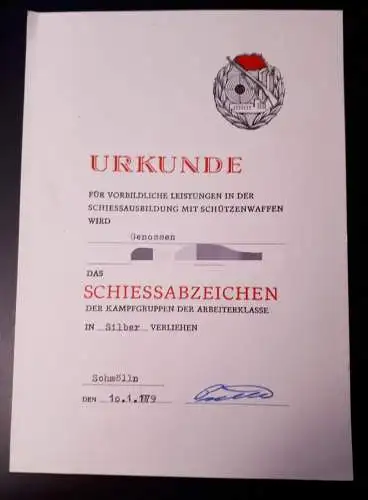 URKUNDE
FÜR VORBILDLICHE LEISTUNGEN IN DER
SCHIESSAUSBILDUNG MIT SCHÜTZENWAFFEN
WIRD
Genossen
DAS
SCHIESSABZEICHEN
DER KAMPFGRUPPEN DER ARBEITERKLASSE
IN Silber VERLIEHEN
Schmölln
DEN 10.1.